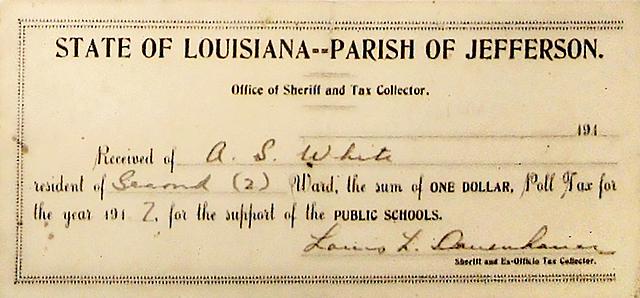 STATE OF LOUISIANA--PARISH OF JEFFERSON.
Office of Sheriff and Tax Collector.
191
Received of A. S. White
resident of Second (2) Ward, the sum of ONE DOLLAR, Poll Tax for
the year 191 7, for the support of the PUBLIC SCHOOLS.
Louis L.
Sheriff and Ex-Officio Tax Collector.